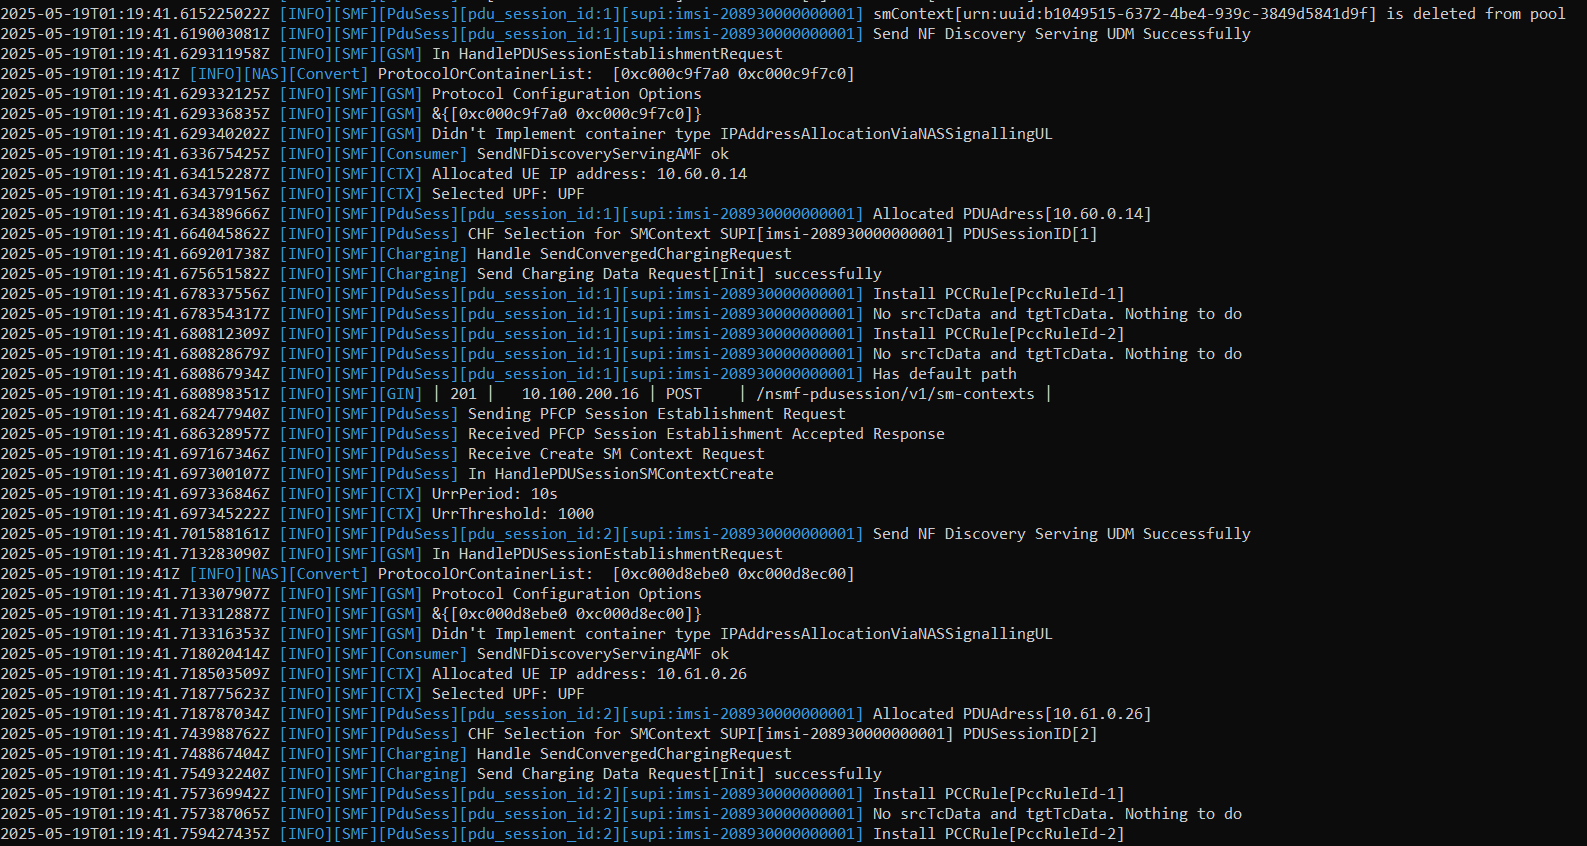 2025-05-19T01:19:41.615225022Z [INFO][SMF][PduSess][pdu_session_id:1][supi:imsi-208930000000001] smContext[urn:uuid:b1049515-6372-4be4-939c-3849d5841d9f] is deleted from pool
2025-05-19T01:19:41.619003081Z [INFO][SMF][PduSess][pdu_session_id:1][supi:imsi-208930000000001] Send NF Discovery Serving UDM Successfully
2025-05-19T01:19:41.629311958Z [INFO][SMF][GSM] In HandlePDUSessionEstablishmentRequest
2025-05-19T01:19:41Z [INFO][NAS][Convert] ProtocolOrContainerList:  [0xc000c9f7a0 0xc000c9f7c0]
2025-05-19T01:19:41.629332125Z [INFO][SMF][GSM] Protocol Configuration Options
2025-05-19T01:19:41.629336835Z [INFO][SMF][GSM] &{[0xc000c9f7a0 0xc000c9f7c0]}
2025-05-19T01:19:41.629340202Z [INFO][SMF][GSM] Didn't Implement container type IPAddressAllocationViaNASSignallingUL
2025-05-19T01:19:41.633675425Z [INFO][SMF][Consumer] SendNFDiscoveryServingAMF ok
2025-05-19T01:19:41.634152287Z [INFO][SMF][CTX] Allocated UE IP address: 10.60.0.14
2025-05-19T01:19:41.634379156Z [INFO][SMF][CTX] Selected UPF: UPF
2025-05-19T01:19:41.634389666Z [INFO][SMF][PduSess][pdu_session_id:1][supi:imsi-208930000000001] Allocated PDUAdress[10.60.0.14]
2025-05-19T01:19:41.664045862Z [INFO][SMF][PduSess] CHF Selection for SMContext SUPI[imsi-208930000000001] PDUSessionID[1]
2025-05-19T01:19:41.669201738Z [INFO][SMF][Charging] Handle SendConvergedChargingRequest
2025-05-19T01:19:41.675651582Z [INFO][SMF][Charging] Send Charging Data Request[Init] successfully
2025-05-19T01:19:41.678337556Z [INFO][SMF][PduSess][pdu_session_id:1][supi:imsi-208930000000001] Install PCCRule[PccRuleId-1]
2025-05-19T01:19:41.678354317Z [INFO][SMF][PduSess][pdu_session_id:1][supi:imsi-208930000000001] No srcTcData and tgtTcData. Nothing to do
2025-05-19T01:19:41.680812309Z [INFO][SMF][PduSess][pdu_session_id:1][supi:imsi-208930000000001] Install PCCRule[PccRuleId-2]
2025-05-19T01:19:41.680828679Z [INFO][SMF][PduSess][pdu_session_id:1][supi:imsi-208930000000001] No srcTcData and tgtTcData. Nothing to do
2025-05-19T01:19:41.680867934Z [INFO][SMF][PduSess][pdu_session_id:1][supi:imsi-208930000000001] Has default path
2025-05-19T01:19:41.680898351Z [INFO][SMF][GIN] | 201 |   10.100.200.16 | POST    | /nsmf-pdusession/v1/sm-contexts |
2025-05-19T01:19:41.682477940Z [INFO][SMF][PduSess] Sending PFCP Session Establishment Request
2025-05-19T01:19:41.686328957Z [INFO][SMF][PduSess] Received PFCP Session Establishment Accepted Response
2025-05-19T01:19:41.697167346Z [INFO][SMF][PduSess] Receive Create SM Context Request
2025-05-19T01:19:41.697300107Z [INFO][SMF][PduSess] In HandlePDUSessionSMContextCreate
2025-05-19T01:19:41.697336846Z [INFO][SMF][CTX] UrrPeriod: 10s
2025-05-19T01:19:41.697345222Z [INFO][SMF][CTX] UrrThreshold: 1000
2025-05-19T01:19:41.701588161Z [INFO][SMF][PduSess][pdu_session_id:2][supi:imsi-208930000000001] Send NF Discovery Serving UDM Successfully
2025-05-19T01:19:41.713283090Z [INFO][SMF][GSM] In HandlePDUSessionEstablishmentRequest
2025-05-19T01:19:41Z [INFO][NAS][Convert] ProtocolOrContainerList:  [0xc000d8ebe0 0xc000d8ec00]
2025-05-19T01:19:41.713307907Z [INFO][SMF][GSM] Protocol Configuration Options
2025-05-19T01:19:41.713312887Z [INFO][SMF][GSM] &{[0xc000d8ebe0 0xc000d8ec00]}
2025-05-19T01:19:41.713316353Z [INFO][SMF][GSM] Didn't Implement container type IPAddressAllocationViaNASSignallingUL
2025-05-19T01:19:41.718020414Z [INFO][SMF][Consumer] SendNFDiscoveryServingAMF ok
2025-05-19T01:19:41.718503509Z [INFO][SMF][CTX] Allocated UE IP address: 10.61.0.26
2025-05-19T01:19:41.718775623Z [INFO][SMF][CTX] Selected UPF: UPF
2025-05-19T01:19:41.718787034Z [INFO][SMF][PduSess][pdu_session_id:2][supi:imsi-208930000000001] Allocated PDUAdress[10.61.0.26]
2025-05-19T01:19:41.743988762Z [INFO][SMF][PduSess] CHF Selection for SMContext SUPI[imsi-208930000000001] PDUSessionID[2]
2025-05-19T01:19:41.748867404Z [INFO][SMF][Charging] Handle SendConvergedChargingRequest
2025-05-19T01:19:41.754932240Z [INFO][SMF][Charging] Send Charging Data Request[Init] successfully
2025-05-19T01:19:41.757369942Z [INFO][SMF][PduSess][pdu_session_id:2][supi:imsi-208930000000001] Install PCCRule[PccRuleId-1]
2025-05-19T01:19:41.757387065Z [INFO][SMF][PduSess][pdu_session_id:2][supi:imsi-208930000000001] No srcTcData and tgtTcData. Nothing to do
2025-05-19T01:19:41.759427435Z [INFO][SMF][PduSess][pdu_session_id:2][supi:imsi-208930000000001] Install PCCRule[PccRuleId-2]